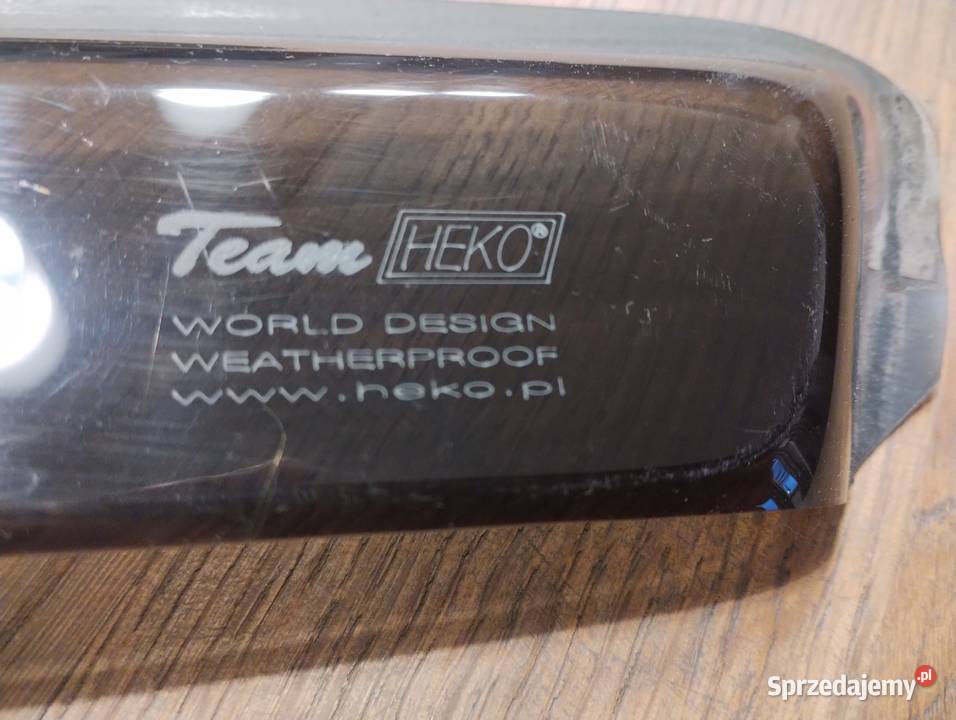 Team HEKO®
WORLD DESIGN
WEATHERPROOF
www.heko.pl
Sprzedajemy.pl